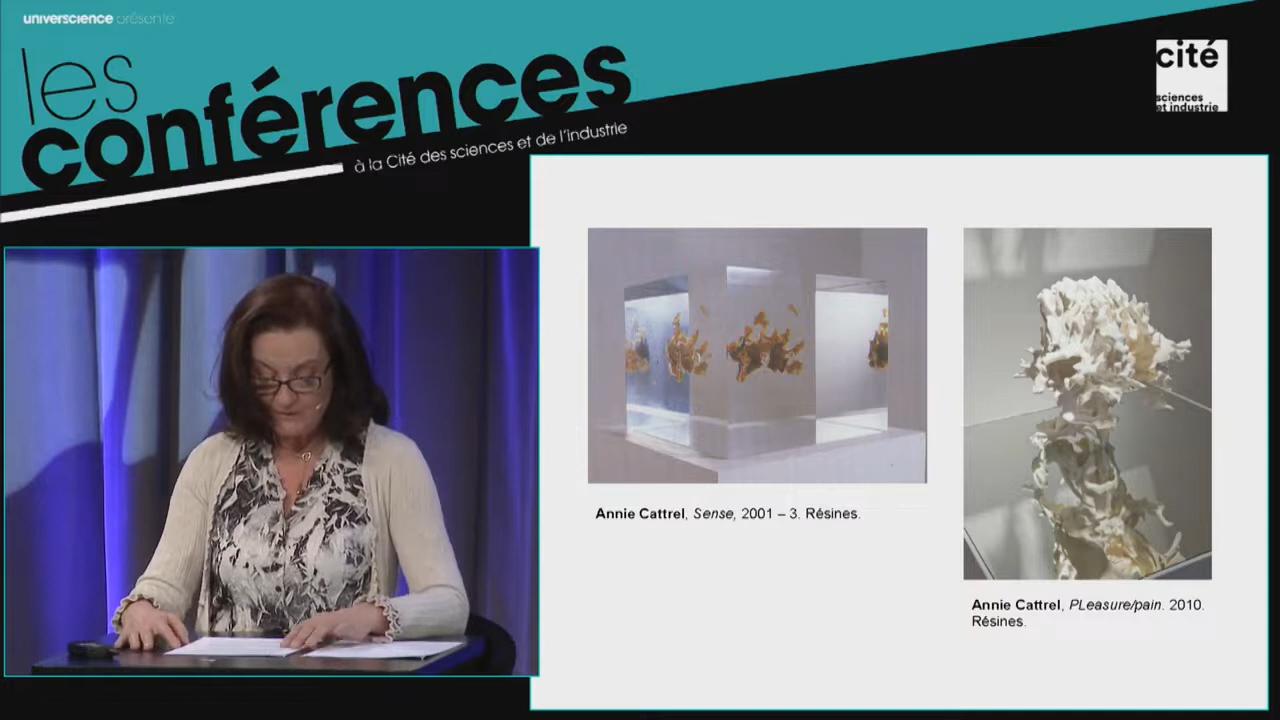 universcience présente
les
conférences
à la Cité des sciences et de l'industrie
cité
sciences
et industrie
Annie Cattrel, Sense, 2001 – 3. Résines.
Annie Cattrel, PLeasure/pain. 2010.
Résines.